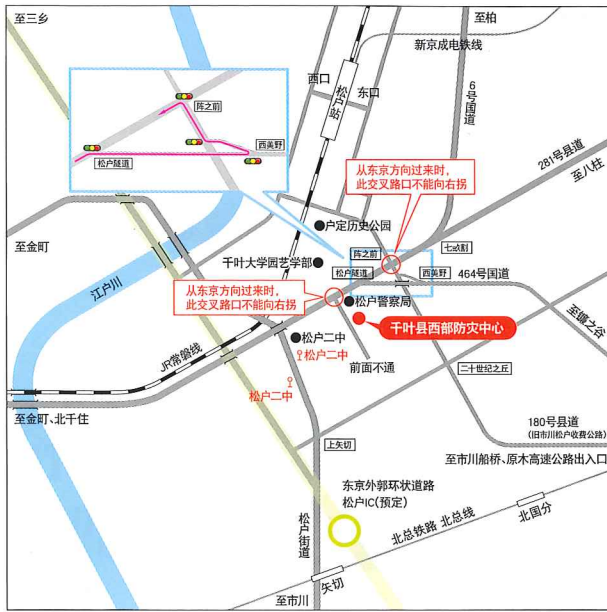 至三乡
至柏
新京成电铁线
西口
松户站
东口
6号国道
阵之前
西美野
松户隧道
从东京方向过来时,
此交叉路口不能向右拐
281号县道
至八柱
户定历史公园
阵之前
七畝割
至金町
千叶大学园艺学部
松户隧道
西美野
464号国道
江户川
从东京方向过来时,
此交叉路口不能向右拐
松户警察局
千叶县西部防灾中心
至镰之谷
JR常磐线
松户二中
松户二中
前面不通
二十世纪之丘
松户二中
至金町、北千住
180号县道
(旧市川松户收费公路)
上矢切
至市川船桥、原木高速公路出入口
东京外郭环状道路
松户IC(预定)
松户街道
北总铁路 北总线
北国分
矢切
至市川